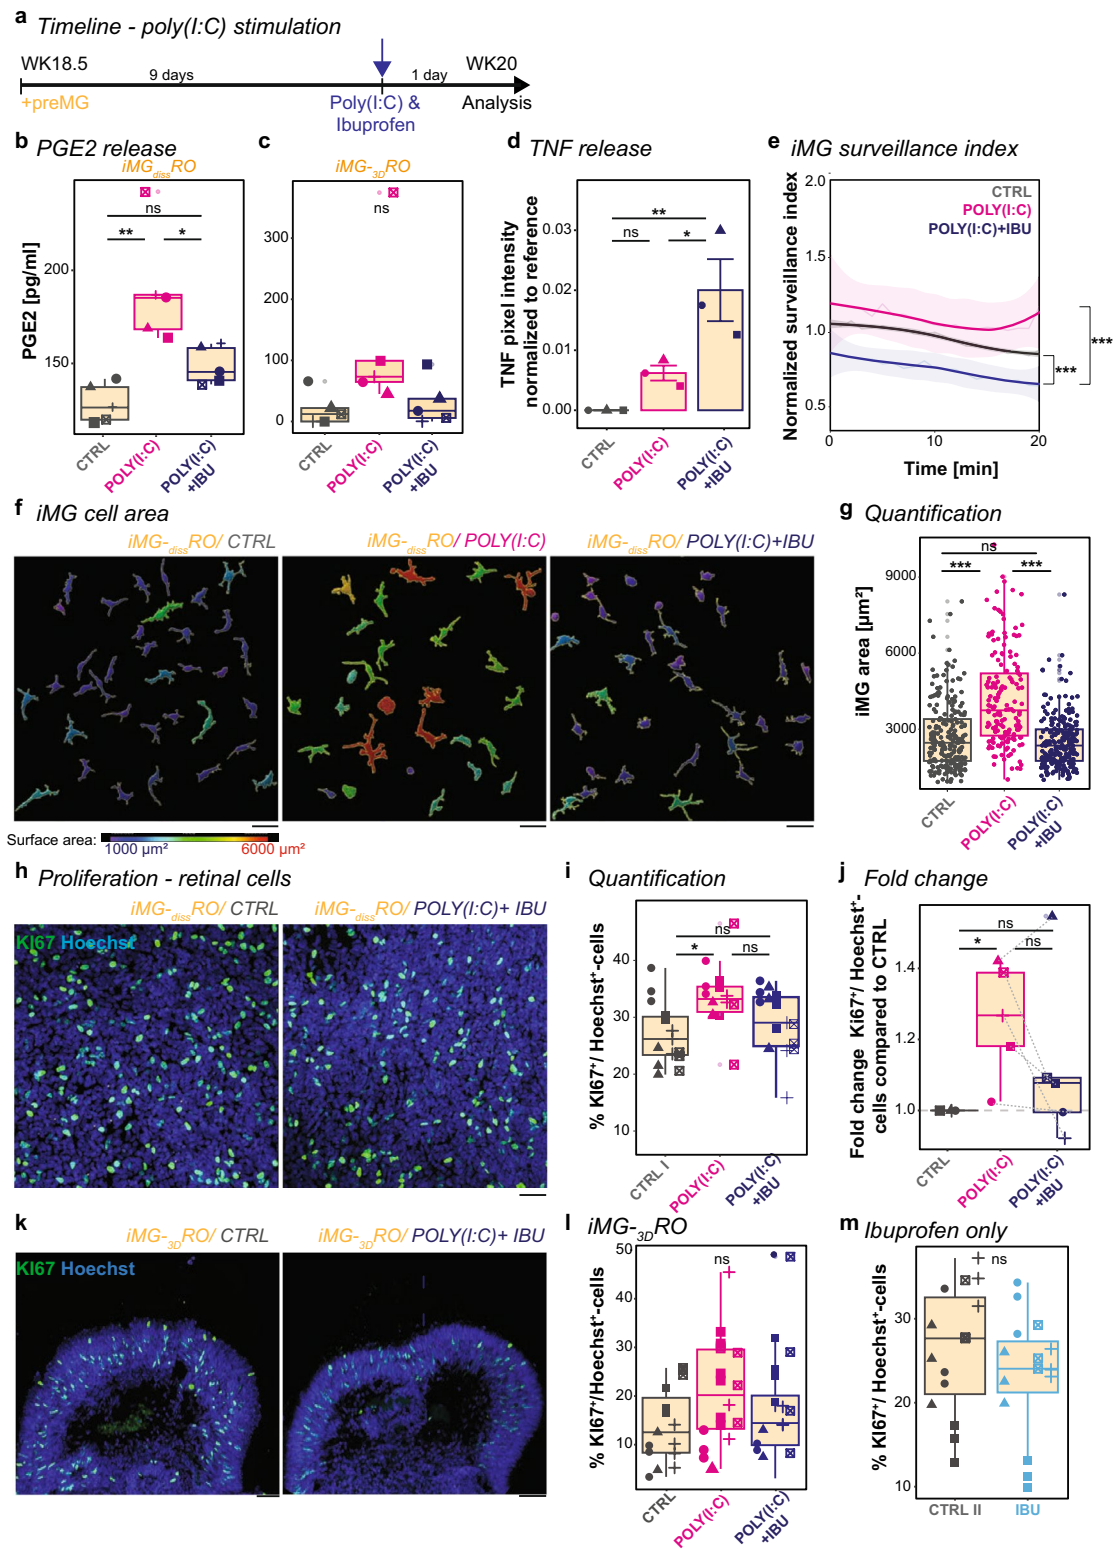 a Timeline - poly(I:C) stimulation
WK18.5 9 days 1 day WK20
+preMG Poly(I:C) & Ibuprofen Analysis
b PGE2 release
iMG-dissRO
PGE2 [pg/ml]
200
150
ns
** *
CTRL POLY(I:C) POLY(I:C) +IBU
c
iMG-3DRO
ns
300
200
100
0
CTRL POLY(I:C) POLY(I:C) +IBU
d TNF release
TNF pixel intensity
normalized to reference
0.03
0.02
0.01
0.00
**
ns *
CTRL POLY(I:C) POLY(I:C) +IBU
e iMG surveillance index
Normalized surveillance index
2.0
1.5
1.0
0.5
CTRL
POLY(I:C)
POLY(I:C)+IBU
***
***
0 10 20
Time [min]
f iMG cell area
iMG-dissRO/ CTRL
iMG-dissRO/ POLY(I:C)
iMG-dissRO/ POLY(I:C)+IBU
Surface area:
1000 µm² 6000 µm²
g Quantification
iMG area [µm²]
9000
6000
3000
ns
*** ***
CTRL POLY(I:C) POLY(I:C) +IBU
h Proliferation - retinal cells
iMG-dissRO/ CTRL
iMG-dissRO/ POLY(I:C)+ IBU
KI67 Hoechst
i Quantification
% KI67+/ Hoechst+-cells
40
30
20
10
ns
* ns
CTRL I POLY(I:C) POLY(I:C) +IBU
j Fold change
Fold change Ki67+/ Hoechst+-
cells compared to CTRL
1.4
1.2
1.0
ns
* ns
CTRL POLY(I:C) POLY(I:C) +IBU
k
iMG-3DRO/ CTRL
iMG-3DRO/ POLY(I:C)+ IBU
KI67 Hoechst
l iMG-3DRO
% KI67+/Hoechst+-cells
50
40
30
20
10
ns
CTRL POLY(I:C) POLY(I:C) +IBU
m Ibuprofen only
% KI67+/ Hoechst+-cells
30
20
10
ns
CTRL II IBU